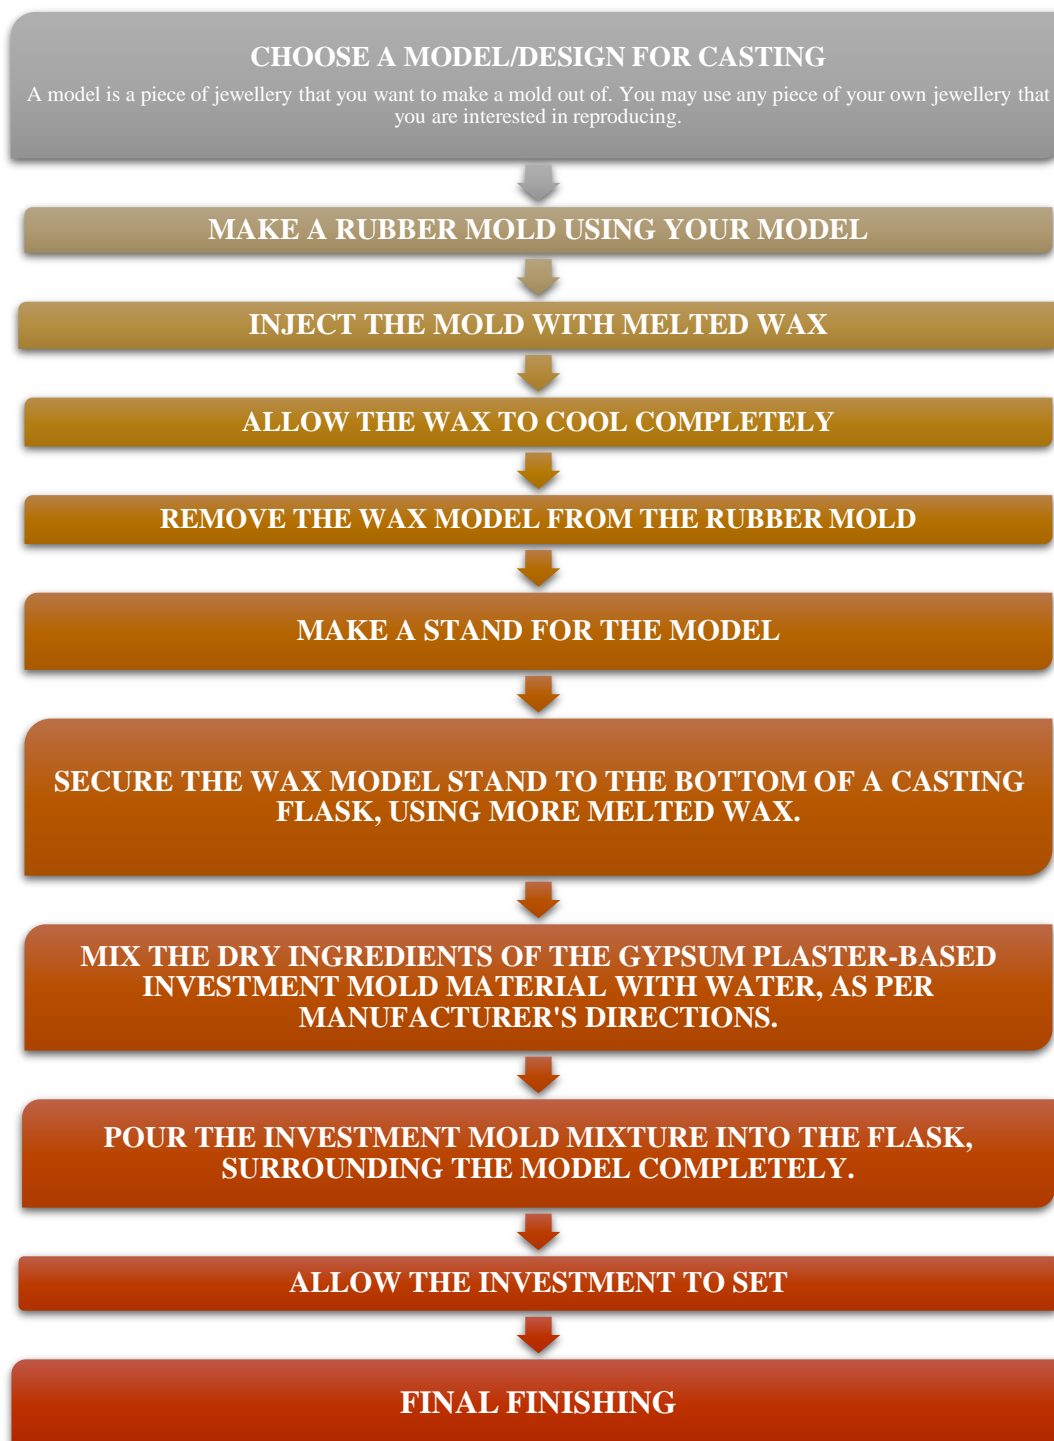 CHOOSE A MODEL/DESIGN FOR CASTING
A model is a piece of jewellery that you want to make a mold out of. You may use any piece of your own jewellery that
you are interested in reproducing.
MAKE A RUBBER MOLD USING YOUR MODEL
INJECT THE MOLD WITH MELTED WAX
ALLOW THE WAX TO COOL COMPLETELY
REMOVE THE WAX MODEL FROM THE RUBBER MOLD
MAKE A STAND FOR THE MODEL
SECURE THE WAX MODEL STAND TO THE BOTTOM OF A CASTING
FLASK, USING MORE MELTED WAX.
MIX THE DRY INGREDIENTS OF THE GYPSUM PLASTER-BASED
INVESTMENT MOLD MATERIAL WITH WATER, AS PER
MANUFACTURER'S DIRECTIONS.
POUR THE INVESTMENT MOLD MIXTURE INTO THE FLASK,
SURROUNDING THE MODEL COMPLETELY.
ALLOW THE INVESTMENT TO SET
FINAL FINISHING